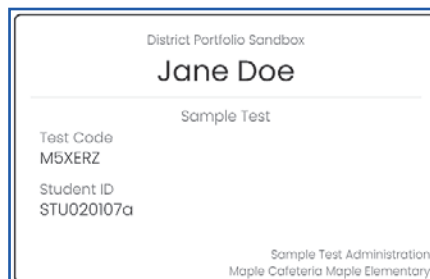 District Portfolio Sandbox
Jane Doe
Sample Test
Test Code
M5XERZ
Student ID
STU020107a
Sample Test Administration
Maple Cafeteria Maple Elementary